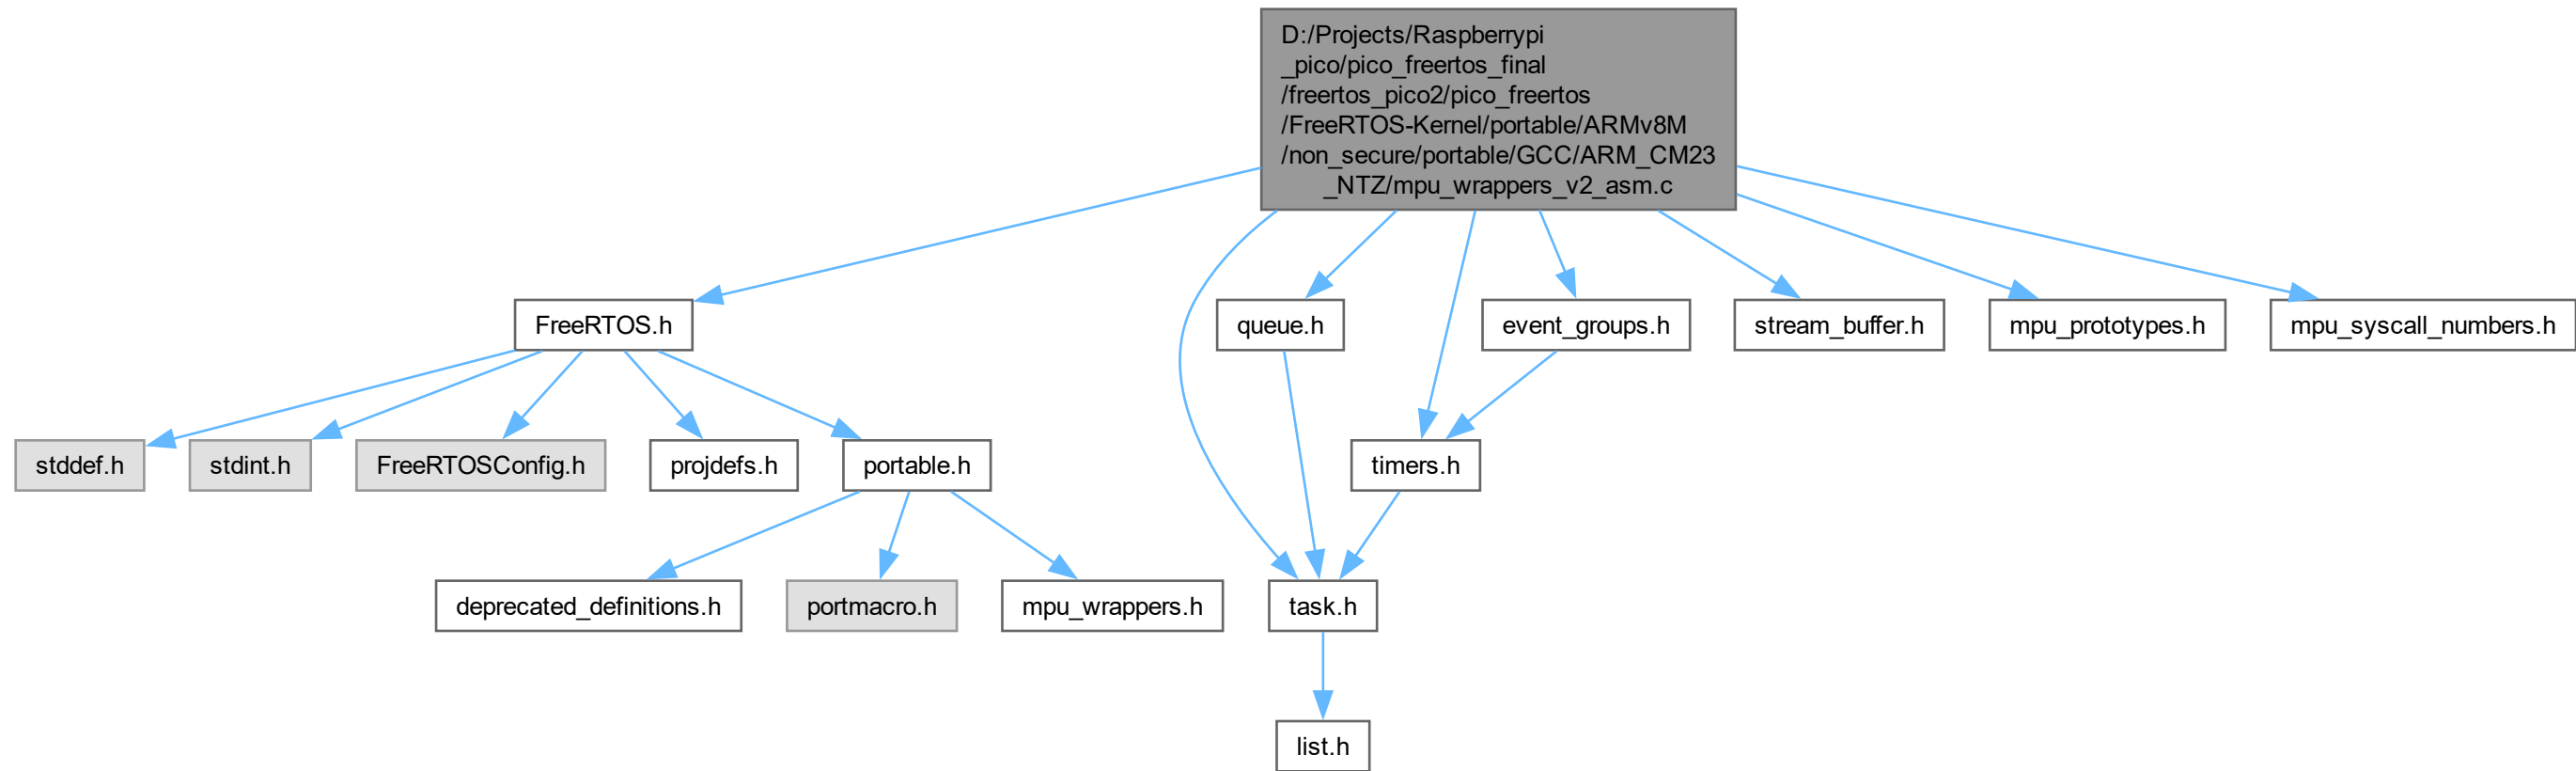 D:/Projects/Raspberrypi
_pico/pico_freertos_final
/freertos_pico2/pico_freertos
/FreeRTOS-Kernel/portable/ARMv8M
/non_secure/portable/GCC/ARM_CM23
_NTZ/mpu_wrappers_v2_asm.c
FreeRTOS.h
queue.h
event_groups.h
stream_buffer.h
mpu_prototypes.h
mpu_syscall_numbers.h
stddef.h
stdint.h
FreeRTOSConfig.h
projdefs.h
portable.h
timers.h
deprecated_definitions.h
portmacro.h
mpu_wrappers.h
task.h
list.h